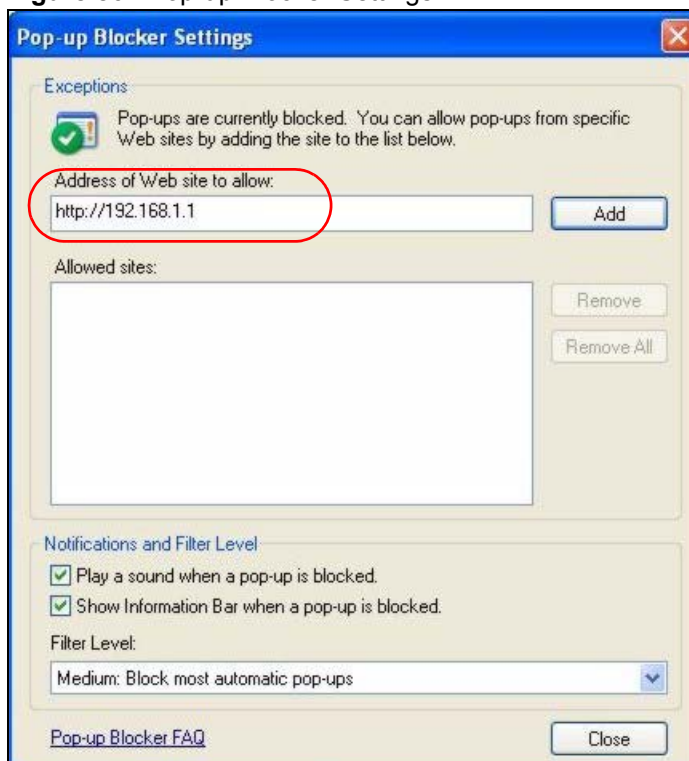 Pop-up Blocker Settings
Exceptions
Pop-ups are currently blocked. You can allow pop-ups from specific
Web sites by adding the site to the list below.
Address of Web site to allow:
http://192.168.1.1
Add
Allowed sites:
Remove
Remove All
Notifications and Filter Level
Play a sound when a pop-up is blocked.
Show Information Bar when a pop-up is blocked.
Filter Level:
Medium: Block most automatic pop-ups
Pop-up Blocker FAQ
Close